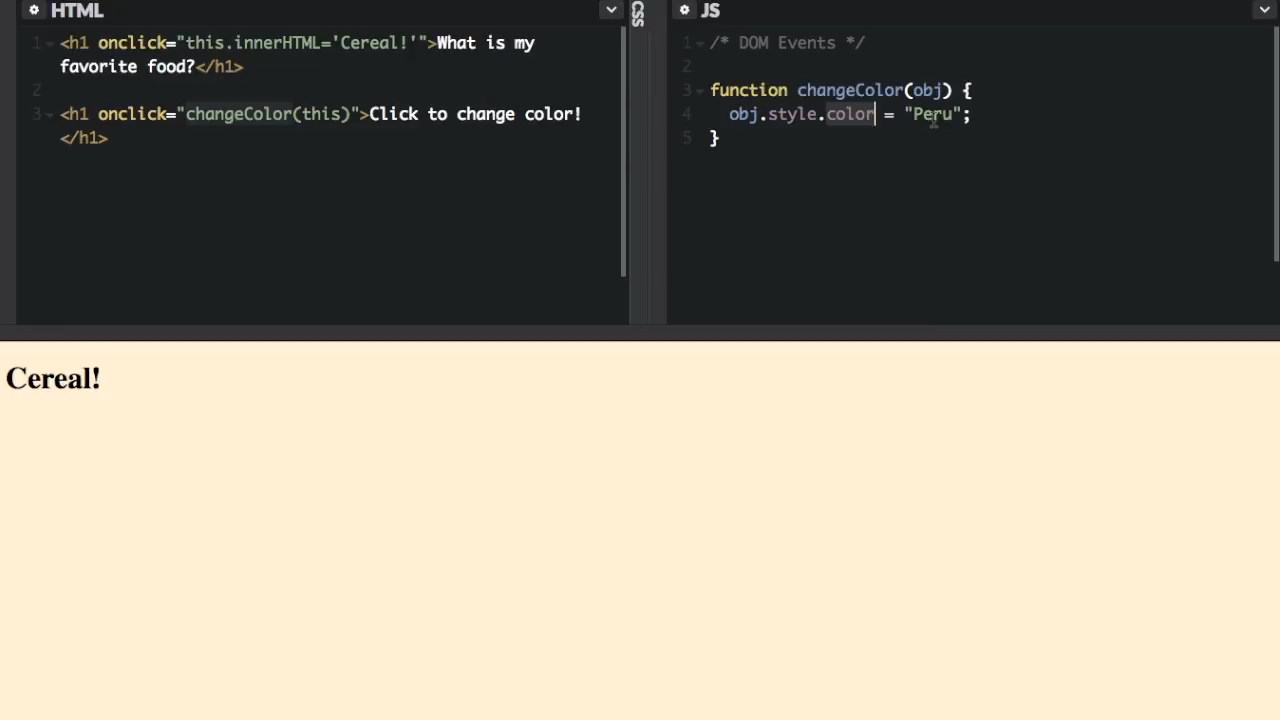 HTML
1 <h1 onclick="this.innerHTML='Cereal!'">What is my
favorite food?</h1>
2
3 <h1 onclick="changeColor(this)">Click to change color!
</h1>
CSS
JS
1 /* DOM Events */
2
3 function changeColor(obj) {
4 obj.style.color = "Peru";
5 }
Cereal!